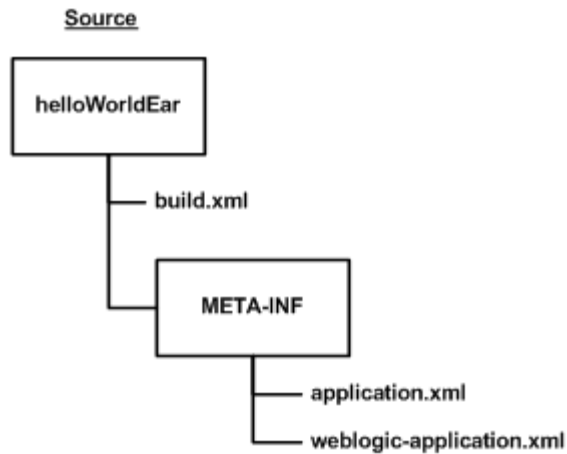 Source
helloWorldEar
build.xml
META-INF
application.xml
weblogic-application.xml